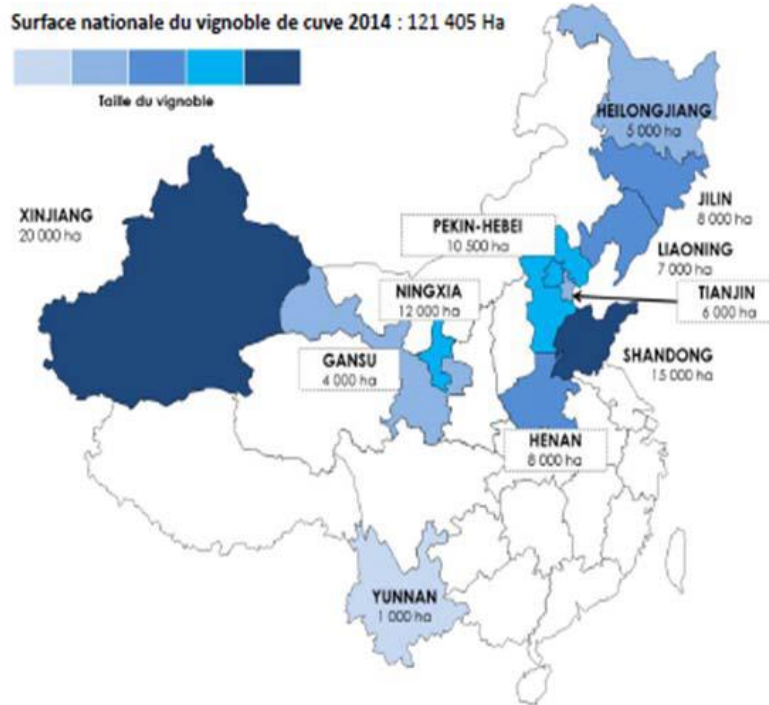 Surface nationale du vignoble de cuve 2014 : 121 405 Ha
Taille du vignoble
HEILONGJIANG
5 000 ha
XINJIANG
20 000 ha
JILIN
8 000 ha
PEKIN-HEBEI
10 500 ha
LIAONING
7 000 ha
NINGXIA
12 000 ha
TIANJIN
6 000 ha
GANSU
4 000 ha
SHANDONG
15 000 ha
HENAN
8 000 ha
YUNNAN
1 000 ha